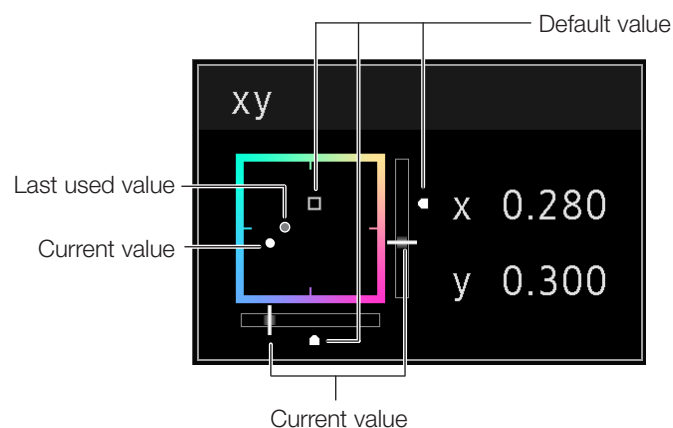 Default value
xy
Last used value
Current value
x 0.280
y 0.300
Current value